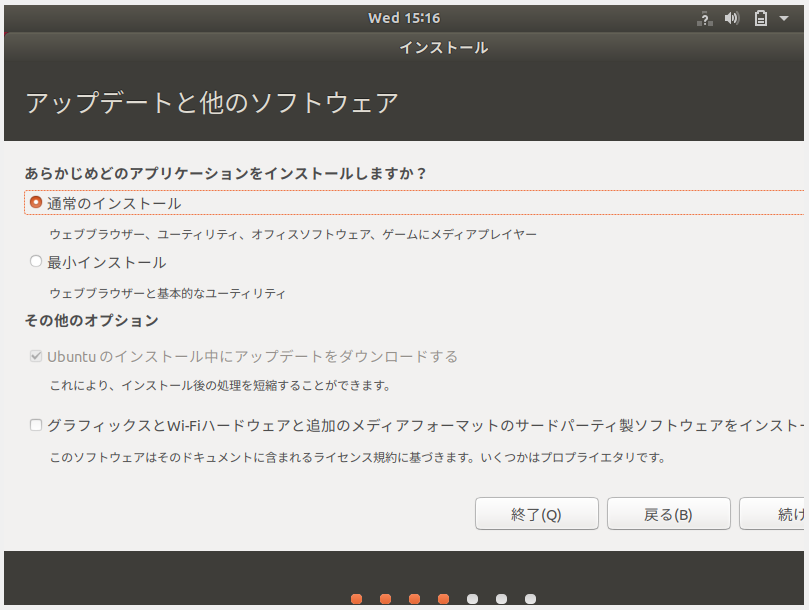 Wed 15:16
インストール
アップデートと他のソフトウェア
あらかじめどのアプリケーションをインストールしますか？
通常のインストール
ウェブブラウザー、ユーティリティ、オフィスソフトウェア、ゲームにメディアプレイヤー
最小インストール
ウェブブラウザーと基本的なユーティリティ
その他のオプション
Ubuntu のインストール中にアップデートをダウンロードする
これにより、インストール後の処理を短縮することができます。
グラフィックスとWi-Fiハードウェアと追加のメディアフォーマットのサードパーティ製ソフトウェアをインストー
このソフトウェアはそのドキュメントに含まれるライセンス規約に基づきます。いくつかはプロプライエタリです。
終了(Q) 戻る(B) 続け